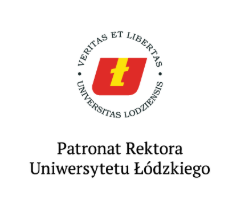 VERITAS ET LIBERTAS
ł
UNIVERSITAS LODZIENSIS
Patronat Rektora
Uniwersytetu Łódzkiego